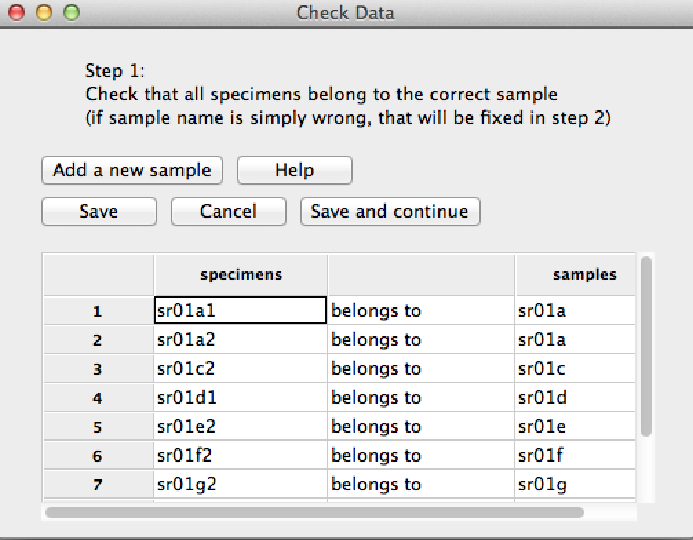 Check Data
Step 1:
Check that all specimens belong to the correct sample
(if sample name is simply wrong, that will be fixed in step 2)
Add a new sample Help
Save Cancel Save and continue
specimens samples
1 sr01a1 belongs to sr01a
2 sr01a2 belongs to sr01a
3 sr01c2 belongs to sr01c
4 sr01d1 belongs to sr01d
5 sr01e2 belongs to sr01e
6 sr01f2 belongs to sr01f
7 sr01g2 belongs to sr01g